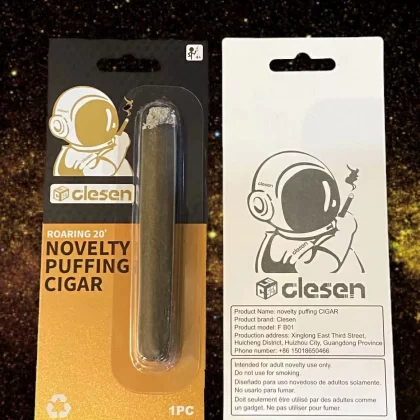 clesen
ROARING 20'
NOVELTY
PUFFING
CIGAR
1PC
clesen
clesen
clesen
Product Name: novelty puffing CIGAR
Product brand: Clesen
Product model: F B01
Production address: Xinglong East Third Street,
Huicheng District, Huizhou City, Guangdong Province
Phone number: +86 15018650466
Intended for adult novelty use only.
Do not use for smoking.
Diseñado para uso novedoso de adultos solamente.
No usarlo para fumar.
Doit seulement être utilisé par des adultes comme
un gadget. Ne pas utiliser pour fumer.